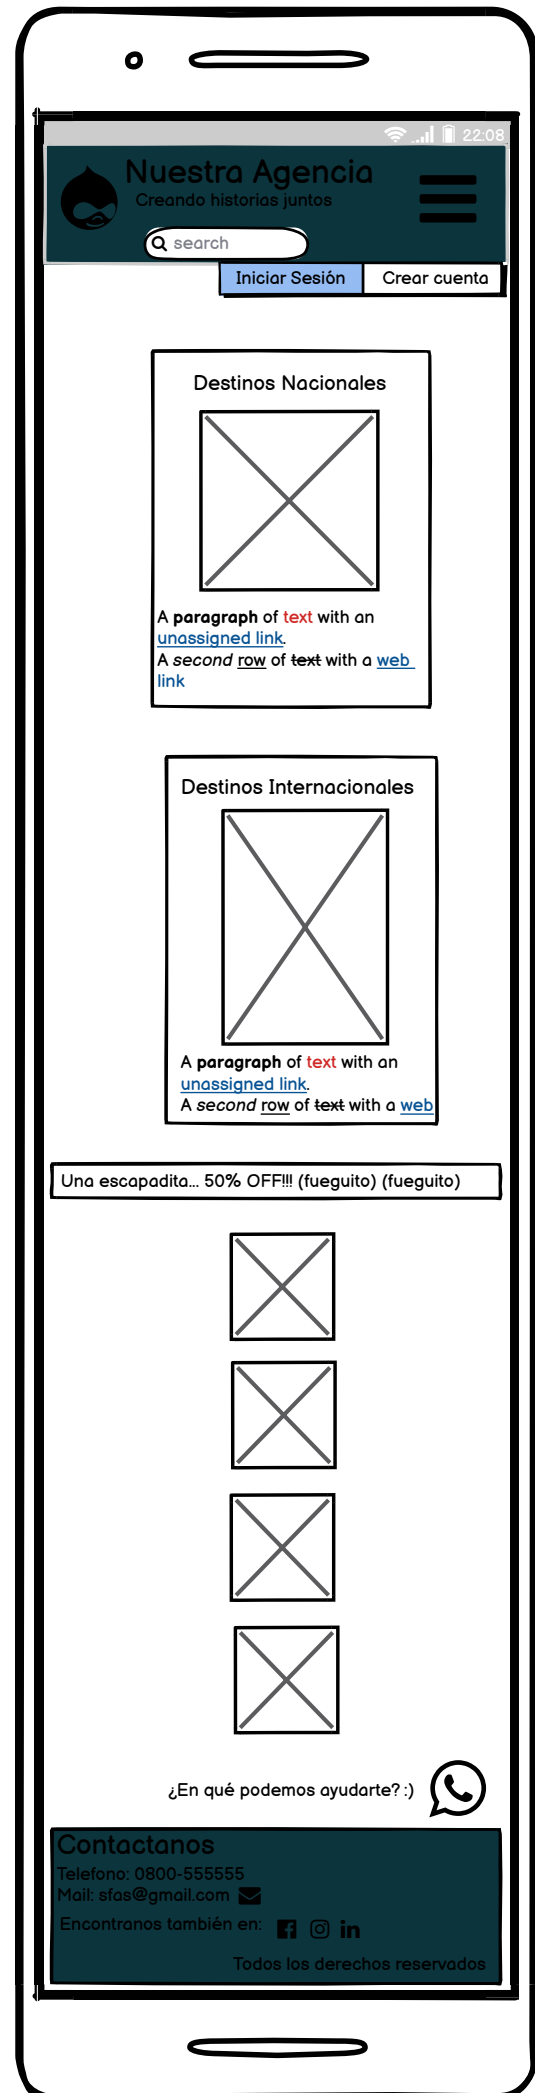 22:08
Nuestra Agencia
Creando historias juntos
search
Iniciar Sesión
Crear cuenta
Destinos Nacionales
A paragraph of text with an
unassigned link.
A second row of text with a web
link
Destinos Internacionales
A paragraph of text with an
unassigned link.
A second row of text with a web
Una escapadita... 50% OFF!!! (fueguito) (fueguito)
¿En qué podemos ayudarte? :)
Contactanos
Telefono: 0800-555555
Mail: sfas@gmail.com
Encontranos también en:
Todos los derechos reservados